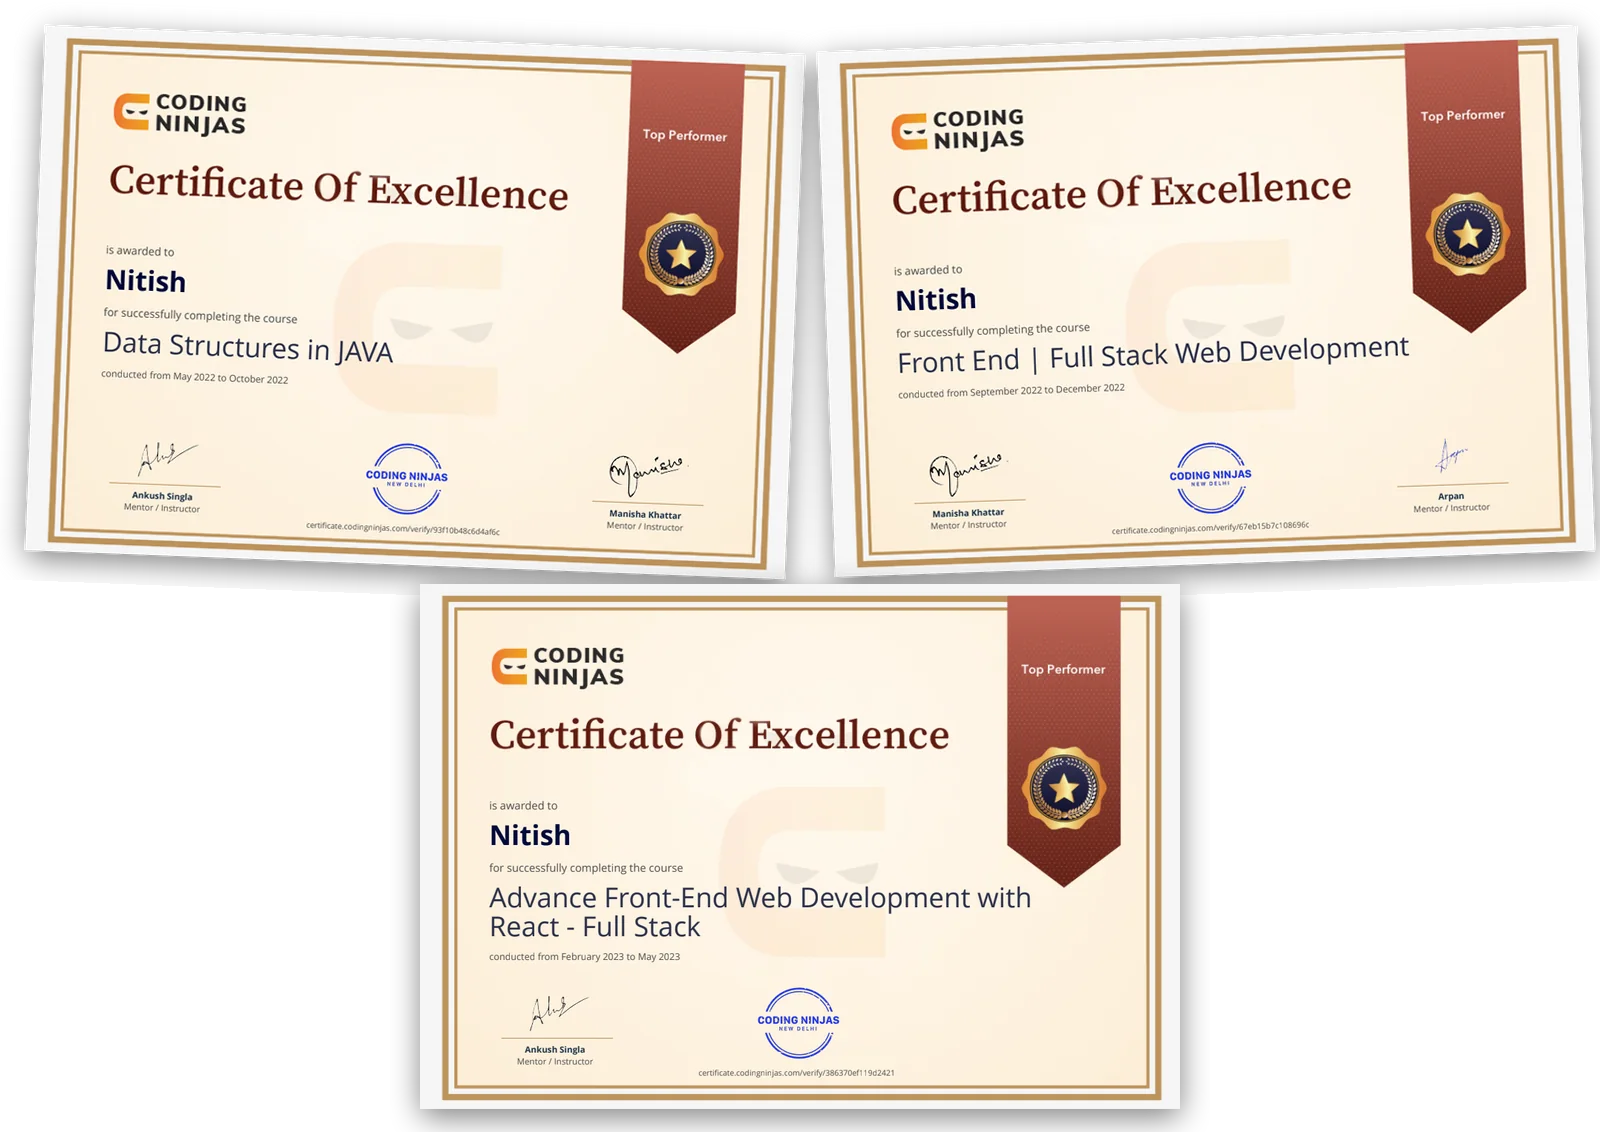 CODING
NINJAS
Top Performer
Certificate Of Excellence
is awarded to
Nitish
for successfully completing the course
Data Structures in JAVA
conducted from May 2022 to October 2022
Ankush Singla
Mentor / Instructor
CODING NINJAS
NEW DELHI
Manisha Khattar
Mentor / Instructor
certificate.codingninjas.com/verify/93f10b48c6d4af6c
CODING
NINJAS
Top Performer
Certificate Of Excellence
is awarded to
Nitish
for successfully completing the course
Front End | Full Stack Web Development
conducted from September 2022 to December 2022
Manisha Khattar
Mentor / Instructor
CODING NINJAS
NEW DELHI
Arpan
Mentor / Instructor
certificate.codingninjas.com/verify/67eb15b7c108696c
CODING
NINJAS
Top Performer
Certificate Of Excellence
is awarded to
Nitish
for successfully completing the course
Advance Front-End Web Development with
React - Full Stack
conducted from February 2023 to May 2023
Ankush Singla
Mentor / Instructor
CODING NINJAS
NEW DELHI
certificate.codingninjas.com/verify/386370ef119d2421